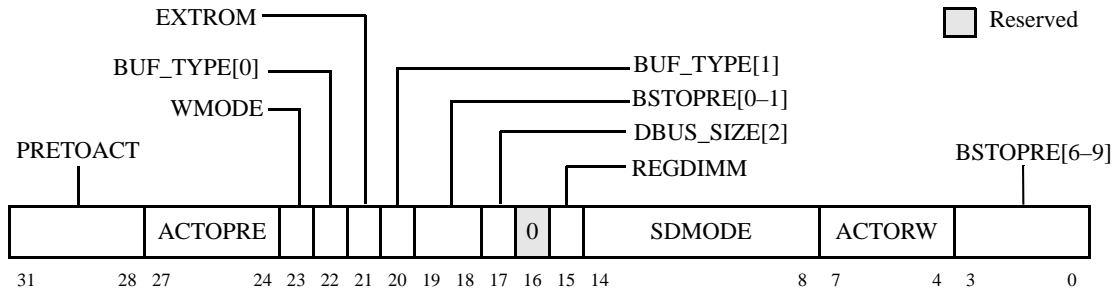 EXTROM
Reserved
BUF_TYPE[0]
BUF_TYPE[1]
WMODE
BSTOPRE[0–1]
DBUS_SIZE[2]
PRETOACT
REGDIMM
BSTOPRE[6–9]
ACTOPRE 0 SDMODE ACTORW
31 28 27 24 23 22 21 20 19 18 17 16 15 14 8 7 4 3 0